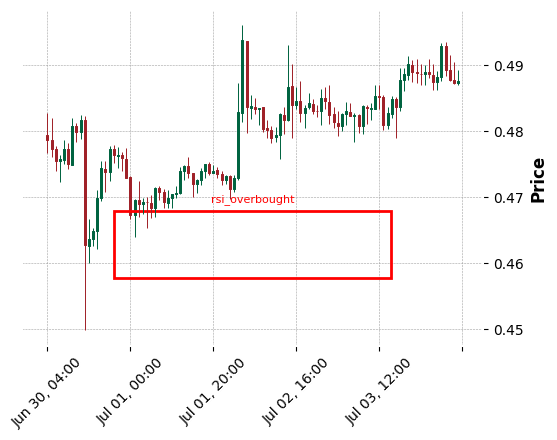 0.49
0.48
0.47
0.46
0.45
Price
rsi_overbought
Jun 30, 04:00
Jul 01, 00:00
Jul 01, 20:00
Jul 02, 16:00
Jul 03, 12:00